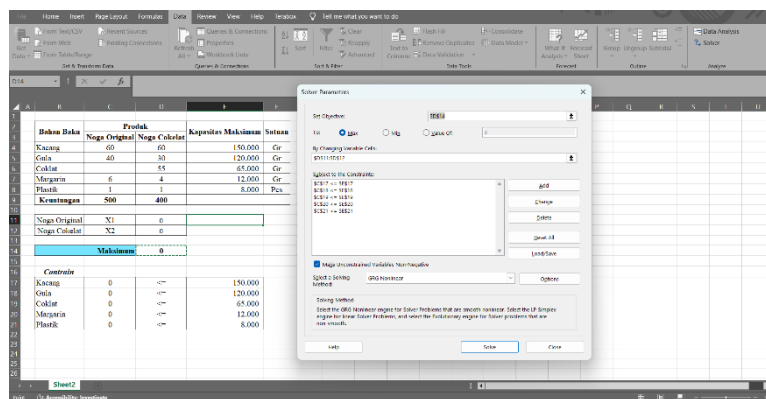 File Home Insert Page Layout Formulas Data Review View Help Terabox Tell me what you want to do
From Text/CSV Recent Sources Queries & Connections Clear Flash Fill Consolidate Data Analysis
From Web Existing Connections Properties Reapply Remove Duplicates Data Model Solver
Get Data From Table/Range Refresh All Workbook Links Sort Filter Advanced Text to Columns Data Validation What-If Analysis Forecast Sheet Group Ungroup Subtotal
Get & Transform Data Queries & Connections Sort & Filter Data Tools Forecast Outline Analyze
D14
Bahan Baku Produk Kapasitas Maksimum Satuan
Noga Original Noga Cokelat
Kacang 60 60 150.000 Gr
Gula 40 30 120.000 Gr
Coklat 55 65.000 Gr
Margarin 6 4 12.000 Gr
Plastik 1 1 8.000 Pcs
Keuntungan 500 400
Noga Original X1 0
Noga Cokelat X2 0
Maksimum 0
Contrain
Kacang 0 <= 150.000
Gula 0 <= 120.000
Coklat 0 <= 65.000
Margarin 0 <= 12.000
Plastik 0 <= 8.000
Sheet2
Accessibility: Investigate
Solver Parameters
Set Objective: $D$14
To: Max Min Value Of: 0
By Changing Variable Cells:
$D$11:$D$12
Subject to the Constraints:
$C$17 <= $E$17
$C$18 <= $E$18
$C$19 <= $E$19
$C$20 <= $E$20
$C$21 <= $E$21
Add
Change
Delete
Reset All
Load/Save
Make Unconstrained Variables Non-Negative
Select a Solving Method: GRG Nonlinear Options
Solving Method
Select the GRG Nonlinear engine for Solver Problems that are smooth nonlinear. Select the LP Simplex
engine for linear Solver Problems, and select the Evolutionary engine for Solver problems that are
non-smooth.
Help Solve Close